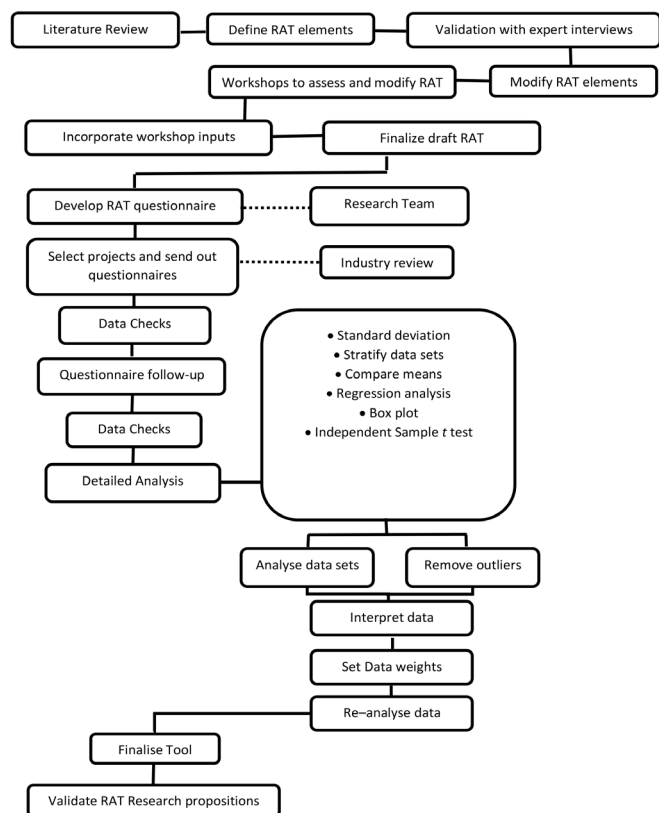 Literature Review
Define RAT elements
Validation with expert interviews
Workshops to assess and modify RAT
Modify RAT elements
Incorporate workshop inputs
Finalize draft RAT
Develop RAT questionnaire
Research Team
Select projects and send out
questionnaires
Industry review
Data Checks
Questionnaire follow-up
Data Checks
Detailed Analysis
• Standard deviation
• Stratify data sets
• Compare means
• Regression analysis
• Box plot
• Independent Sample t test
Analyse data sets
Remove outliers
Interpret data
Set Data weights
Re–analyse data
Finalise Tool
Validate RAT Research propositions